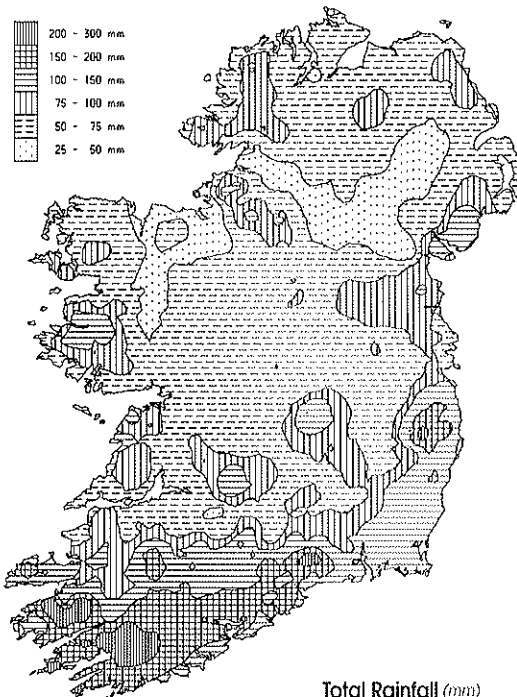 200 - 300 mm
150 - 200 mm
100 - 150 mm
75 - 100 mm
50 - 75 mm
25 - 50 mm
Total Rainfall (mm)